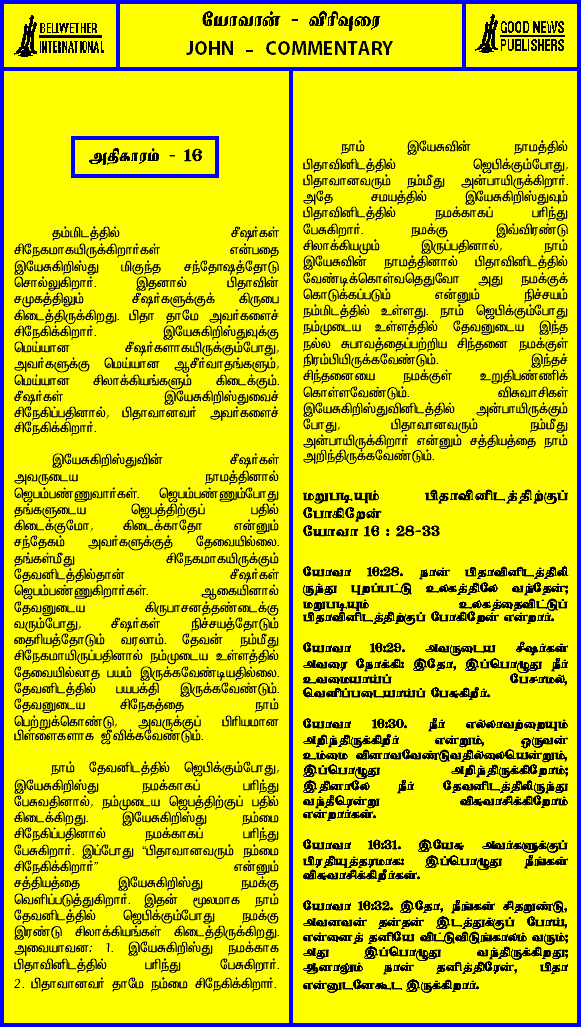 BELWETHER
INTERNATIONAL
யோவான் - விரிவுரை
JOHN - COMMENTARY
GOOD NEWS
PUBLISHERS
அதிகாரம் - 16
தம்மிடத்தில் சீஷர்கள்
சிநேகமாகயிருக்கிறார்கள் என்பதை
இயேசுகிறிஸ்து மிகுந்த சந்தோஷத்தோடு
சொல்லுகிறார். இதனால் பிதாவின்
சமுகத்திலும் சீஷர்களுக்குக் கிருபை
கிடைத்திருக்கிறது. பிதா தாமே அவர்களைச்
சிநேகிக்கிறார். இயேசுகிறிஸ்துவுக்கு
மெய்யான சீஷர்களாகயிருக்கும்போது,
அவர்களுக்கு மெய்யான ஆசீர்வாதங்களும்,
மெய்யான சிலாக்கியங்களும் கிடைக்கும்.
சீஷர்கள் இயேசுகிறிஸ்துவைச்
சிநேகிப்பதினால், பிதாவானவர் அவர்களைச்
சிநேகிக்கிறார்.
இயேசுகிறிஸ்துவின் சீஷர்கள்
அவருடைய நாமத்தினால்
ஜெபம்பண்ணுவார்கள். ஜெபம்பண்ணும்போது
தங்களுடைய ஜெபத்திற்குப் பதில்
கிடைக்குமோ, கிடைக்காதோ என்னும்
சந்தேகம் அவர்களுக்குத் தேவையில்லை.
தங்கள்மீது சிநேகமாகயிருக்கும்
தேவனிடத்தில்தான் சீஷர்கள்
ஜெபம்பண்ணுகிறார்கள். ஆகையினால்
தேவனுடைய கிருபாசனத்தண்டைக்கு
வரும்போது, சீஷர்கள் நிச்சயத்தோடும்
தைரியத்தோடும் வரலாம். தேவன் நம்மீது
சிநேகமாயிருப்பதினால் நம்முடைய உள்ளத்தில்
தேவையில்லாத பயம் இருக்கவேண்டியதில்லை.
தேவனிடத்தில் பயபக்தி இருக்கவேண்டும்.
தேவனுடைய சிநேகத்தை நாம்
பெற்றுக்கொண்டு, அவருக்குப் பிரியமான
பிள்ளைகளாக ஜீவிக்கவேண்டும்.
நாம் தேவனிடத்தில் ஜெபிக்கும்போது,
இயேசுகிறிஸ்து நமக்காகப் பரிந்து
பேசுவதினால், நம்முடைய ஜெபத்திற்குப் பதில்
கிடைக்கிறது. இயேசுகிறிஸ்து நம்மை
சிநேகிப்பதினால் நமக்காகப் பரிந்து
பேசுகிறார். இப்போது “பிதாவானவரும் நம்மை
சிநேகிக்கிறார்” என்னும்
சத்தியத்தை இயேசுகிறிஸ்து நமக்கு
வெளிப்படுத்துகிறார். இதன் மூலமாக நாம்
தேவனிடத்தில் ஜெபிக்கும்போது நமக்கு
இரண்டு சிலாக்கியங்கள் கிடைத்திருக்கிறது.
அவையாவன: 1. இயேசுகிறிஸ்து நமக்காக
பிதாவினிடத்தில் பரிந்து பேசுகிறார்.
2. பிதாவானவர் தாமே நம்மை சிநேகிக்கிறார்.
நாம் இயேசுவின் நாமத்தில்
பிதாவினிடத்தில் ஜெபிக்கும்போது,
பிதாவானவரும் நம்மீது அன்பாயிருக்கிறார்.
அதே சமயத்தில் இயேசுகிறிஸ்துவும்
பிதாவினிடத்தில் நமக்காகப் பரிந்து
பேசுகிறார். நமக்கு இவ்விரண்டு
சிலாக்கியமும் இருப்பதினால், நாம்
இயேசுவின் நாமத்தினால் பிதாவினிடத்தில்
வேண்டிக்கொள்வதெதுவோ அது நமக்குக்
கொடுக்கப்படும் என்னும் நிச்சயம்
நம்மிடத்தில் உள்ளது. நாம் ஜெபிக்கும்போது
நம்முடைய உள்ளத்தில் தேவனுடைய இந்த
நல்ல சுபாவத்தைப்பற்றிய சிந்தனை நமக்குள்
நிரம்பியிருக்கவேண்டும். இந்தச்
சிந்தனையை நமக்குள் உறுதிபண்ணிக்
கொள்ளவேண்டும். விசுவாசிகள்
இயேசுகிறிஸ்துவினிடத்தில் அன்பாயிருக்கும்
போது, பிதாவானவரும் நம்மீது
அன்பாயிருக்கிறார் என்னும் சத்தியத்தை நாம்
அறிந்திருக்கவேண்டும்.
மறுபடியும் பிதாவினிடத்திற்குப்
போகிறேன்
யோவா 16 : 28-33
யோவா 16:28. நான் பிதாவினிடத்திலி
ருந்து புறப்பட்டு உலகத்திலே வந்தேன்;
மறுபடியும் உலகத்தைவிட்டுப்
பிதாவினிடத்திற்குப் போகிறேன் என்றார்.
யோவா 16:29. அவருடைய சீஷர்கள்
அவரை நோக்கி: இதோ, இப்பொழுது நீர்
உவமையாய்ப் பேசாமல்,
வெளிப்படையாய்ப் பேசுகிறீர்.
யோவா 16:30. நீர் எல்லாவற்றையும்
அறிந்திருக்கிறீர் என்றும், ஒருவன்
உம்மை வினாவவேண்டுவதில்லையென்றும்,
இப்பொழுது அறிந்திருக்கிறோம்;
இதினாலே நீர் தேவனிடத்திலிருந்து
வந்தீரென்று விசுவாசிக்கிறோம்
என்றார்கள்.
யோவா 16:31. இயேசு அவர்களுக்குப்
பிரதியுத்தரமாக: இப்பொழுது நீங்கள்
விசுவாசிக்கிறீர்கள்.
யோவா 16:32. இதோ, நீங்கள் சிதறுண்டு,
அவனவன் தன்தன் இடத்துக்குப் போய்,
என்னைத் தனியே விட்டுவிடுங்காலம் வரும்;
அது இப்பொழுது வந்திருக்கிறது;
ஆனாலும் நான் தனித்திரேன், பிதா
என்னுடனேகூட இருக்கிறார்.